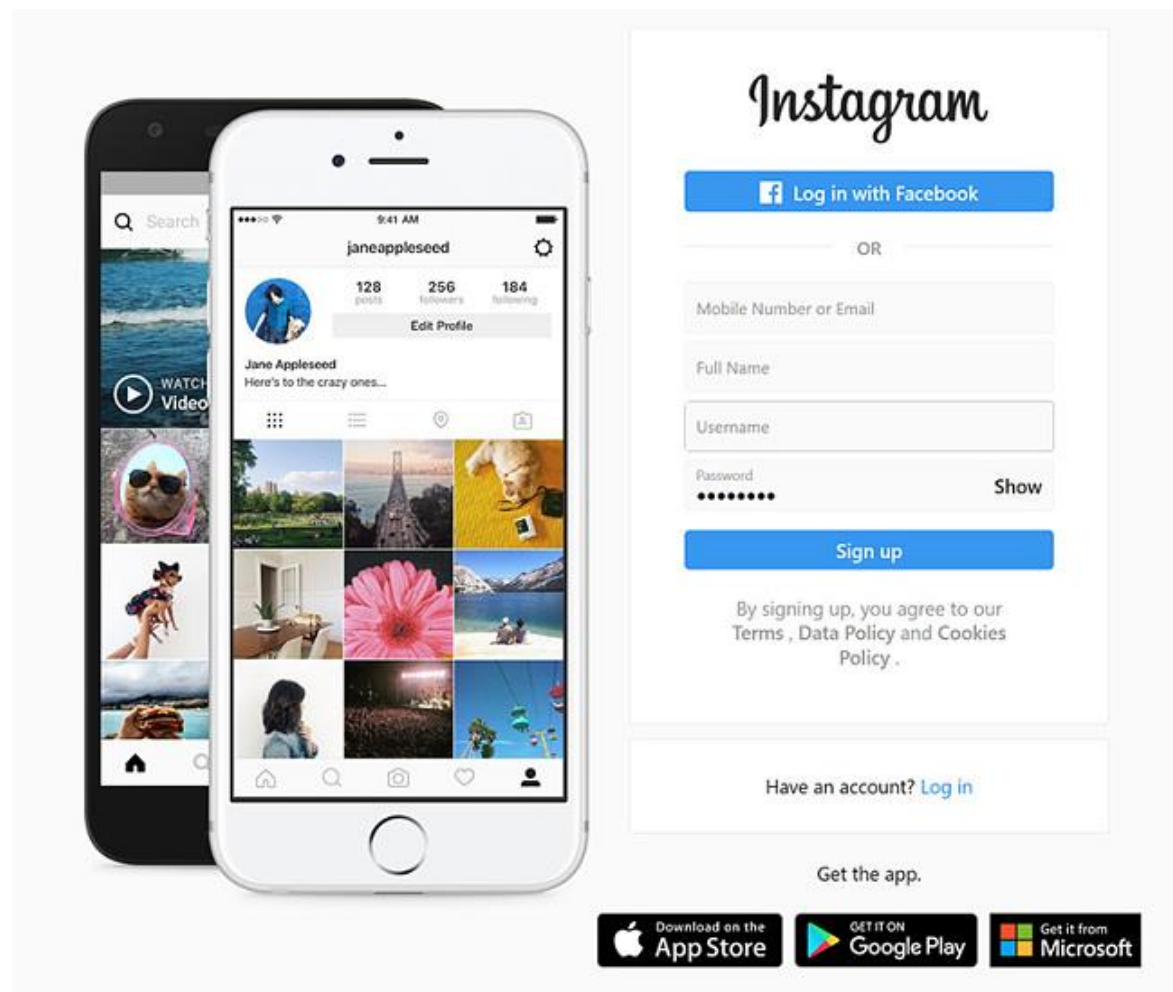 Search
WATCH
Video
9:41 AM
janeappleseed
128
posts
256
followers
184
following
Edit Profile
Jane Appleseed
Here's to the crazy ones...
Instagram
Log in with Facebook
OR
Mobile Number or Email
Full Name
Username
Password
Show
Sign up
By signing up, you agree to our
Terms , Data Policy and Cookies
Policy .
Have an account? Log in
Get the app.
Download on the
App Store
GET IT ON
Google Play
Get it from
Microsoft